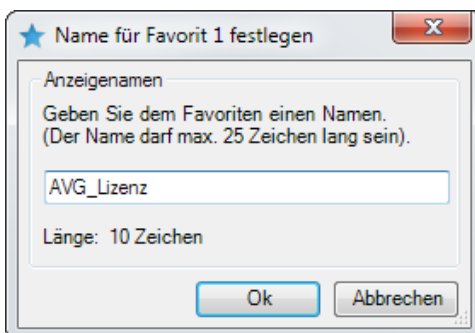 Name für Favorit 1 festlegen
Anzeigenamen
Geben Sie dem Favoriten einen Namen.
(Der Name darf max. 25 Zeichen lang sein).
AVG_Lizenz
Länge: 10 Zeichen
Ok Abbrechen